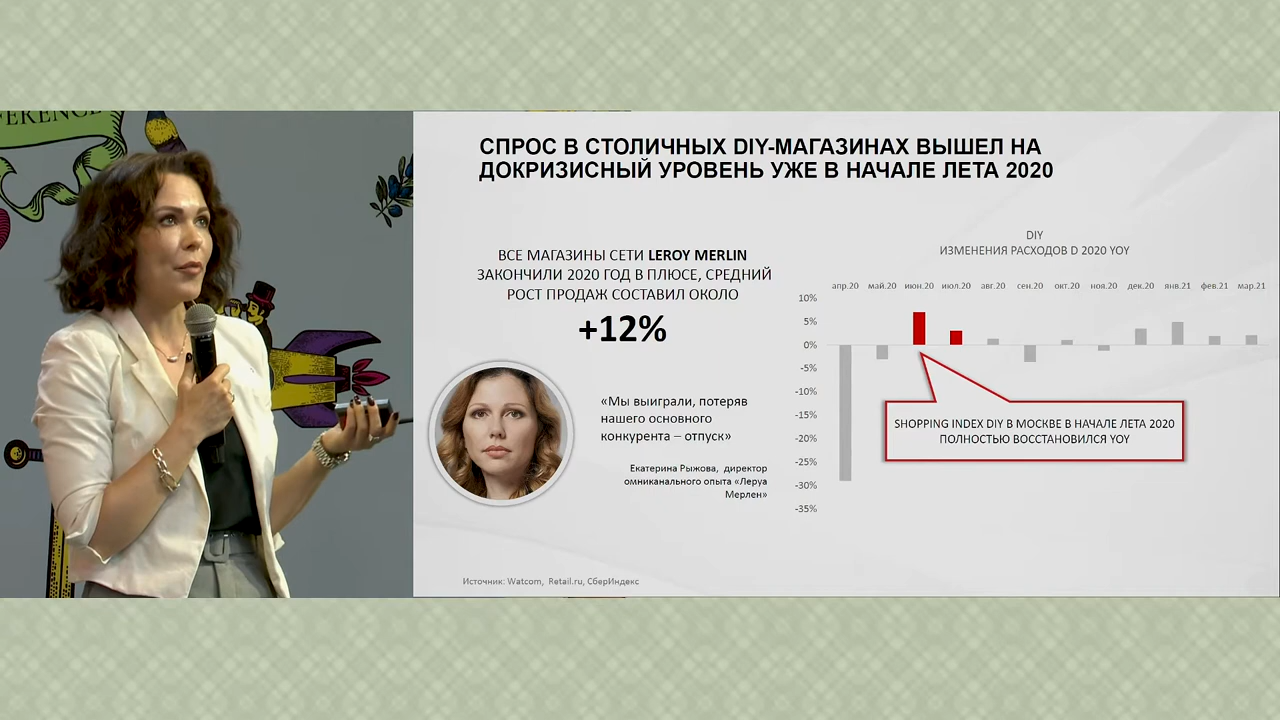 СПРОС В СТОЛИЧНЫХ DIY-МАГАЗИНАХ ВЫШЕЛ НА
ДОКРИЗИСНЫЙ УРОВЕНЬ УЖЕ В НАЧАЛЕ ЛЕТА 2020
ВСЕ МАГАЗИНЫ СЕТИ LEROY MERLIN
ЗАКОНЧИЛИ 2020 ГОД В ПЛЮСЕ, СРЕДНИЙ
РОСТ ПРОДАЖ СОСТАВИЛ ОКОЛО
+12%
«Мы выиграли, потеряв
нашего основного
конкурента – отпуск»
Екатерина Рыжова, директор
омниканального опыта «Леруа
Мерлен»
DIY
ИЗМЕНЕНИЯ РАСХОДОВ D 2020 YOY
апр.20 май.20 июн.20 июл.20 авг.20 сен.20 окт.20 ноя.20 дек.20 янв.21 фев.21 мар.21
10%
5%
0%
-5%
-10%
-15%
-20%
-25%
-30%
-35%
SHOPPING INDEX DIY В МОСКВЕ В НАЧАЛЕ ЛЕТА 2020
ПОЛНОСТЬЮ ВОССТАНОВИЛСЯ YOY
Источник: Watcom, Retail.ru, СберИндекс